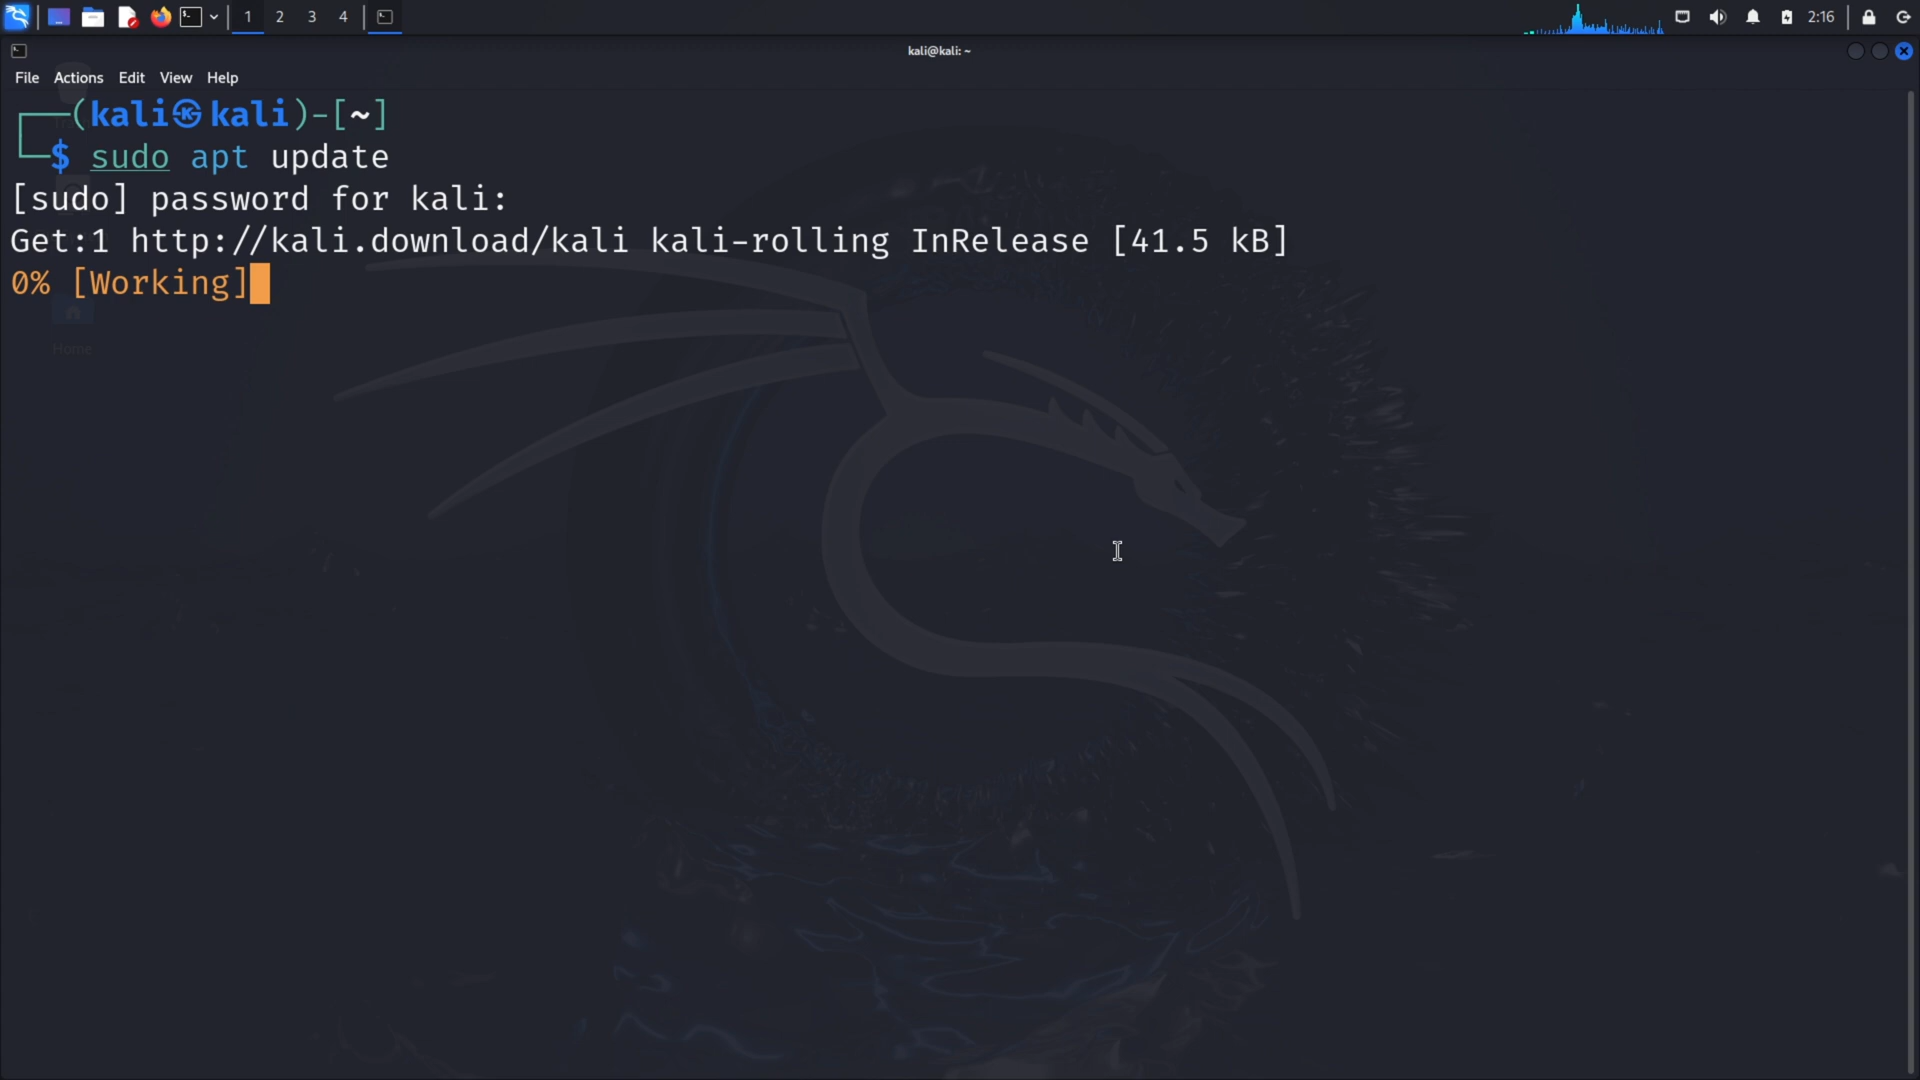 1 2 3 4
2:16
kali@kali: ~
File Actions Edit View Help
┌──(kali㉿kali)-[~]
└─$ sudo apt update
[sudo] password for kali:
Get:1 http://kali.download/kali kali-rolling InRelease [41.5 kB]
0% [Working]
Home